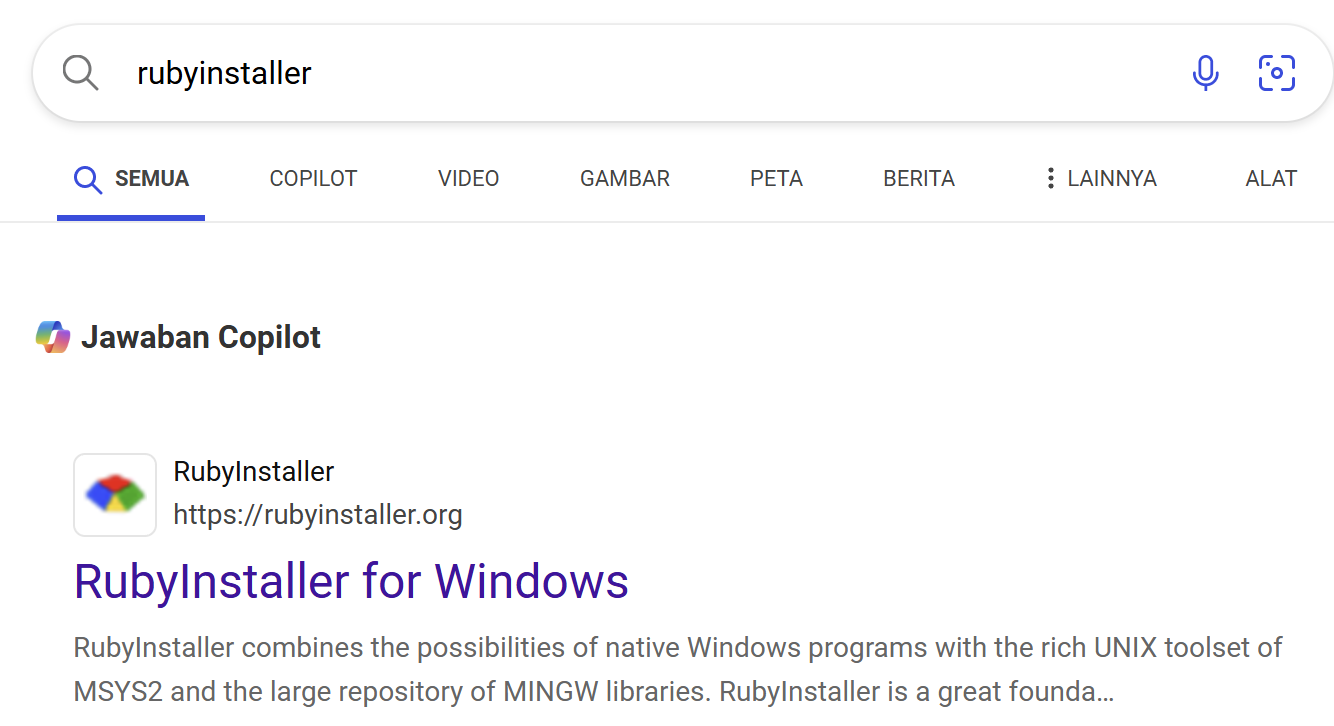 rubyinstaller
SEMUA COPILOT VIDEO GAMBAR PETA BERITA LAINNYA ALAT
Jawaban Copilot
RubyInstaller
https://rubyinstaller.org
RubyInstaller for Windows
RubyInstaller combines the possibilities of native Windows programs with the rich UNIX toolset of
MSYS2 and the large repository of MINGW libraries. RubyInstaller is a great founda...